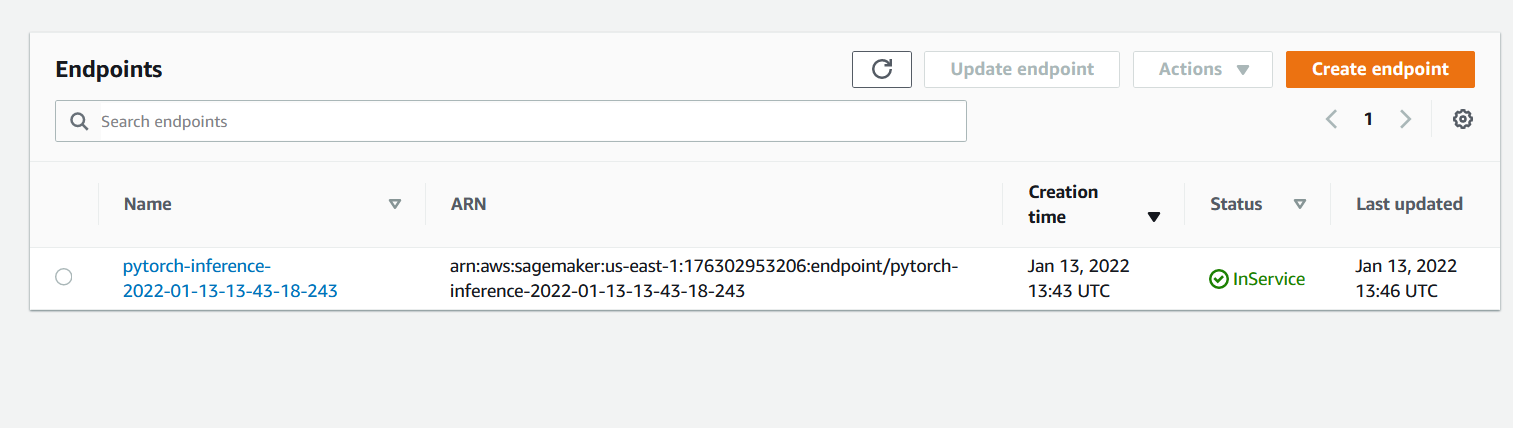 Endpoints
Update endpoint
Actions
Create endpoint
Search endpoints
1
Name
ARN
Creation
time
Status
Last updated
pytorch-inference-
2022-01-13-13-43-18-243
arn:aws:sagemaker:us-east-1:176302953206:endpoint/pytorch-
inference-2022-01-13-13-43-18-243
Jan 13, 2022
13:43 UTC
InService
Jan 13, 2022
13:46 UTC